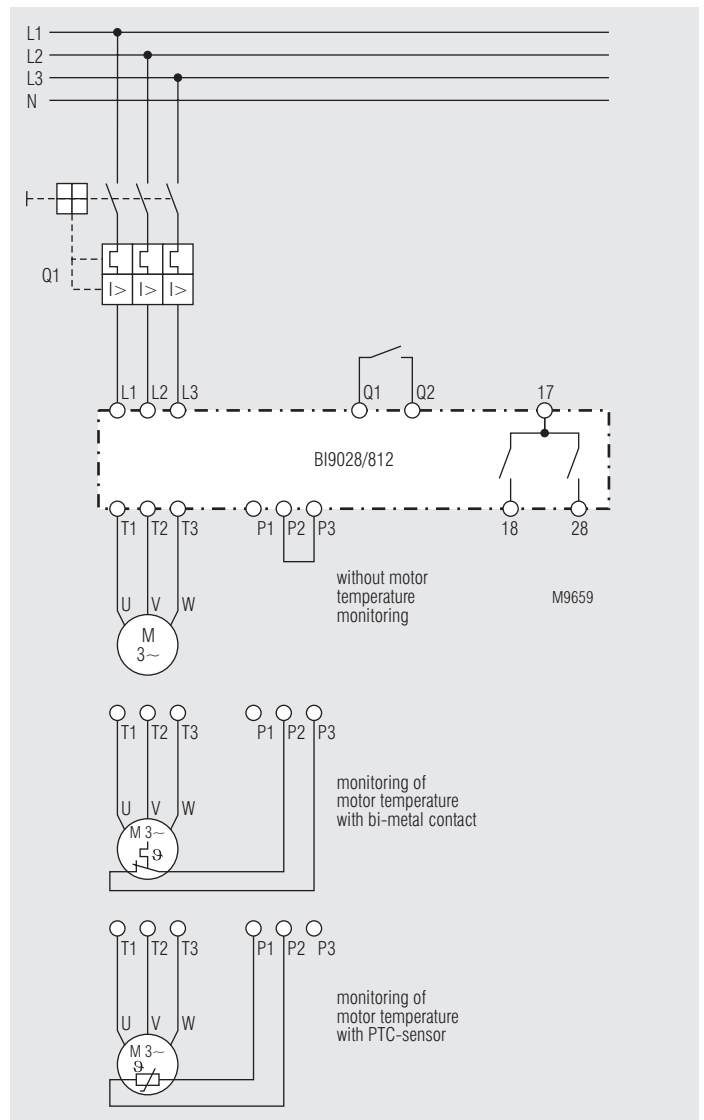 L1
L2
L3
N
Q1
I> I> I>
L1 L2 L3 Q1 Q2 17
BI9028/812
T1 T2 T3 P1 P2 P3 18 28
without motor
temperature
monitoring
M9659
U V W
M
3~
T1 T2 T3 P1 P2 P3
monitoring of
motor temperature
with bi-metal contact
U V W
M 3~
ϑ
T1 T2 T3 P1 P2 P3
monitoring of
motor temperature
with PTC-sensor
U V W
M 3~
ϑ